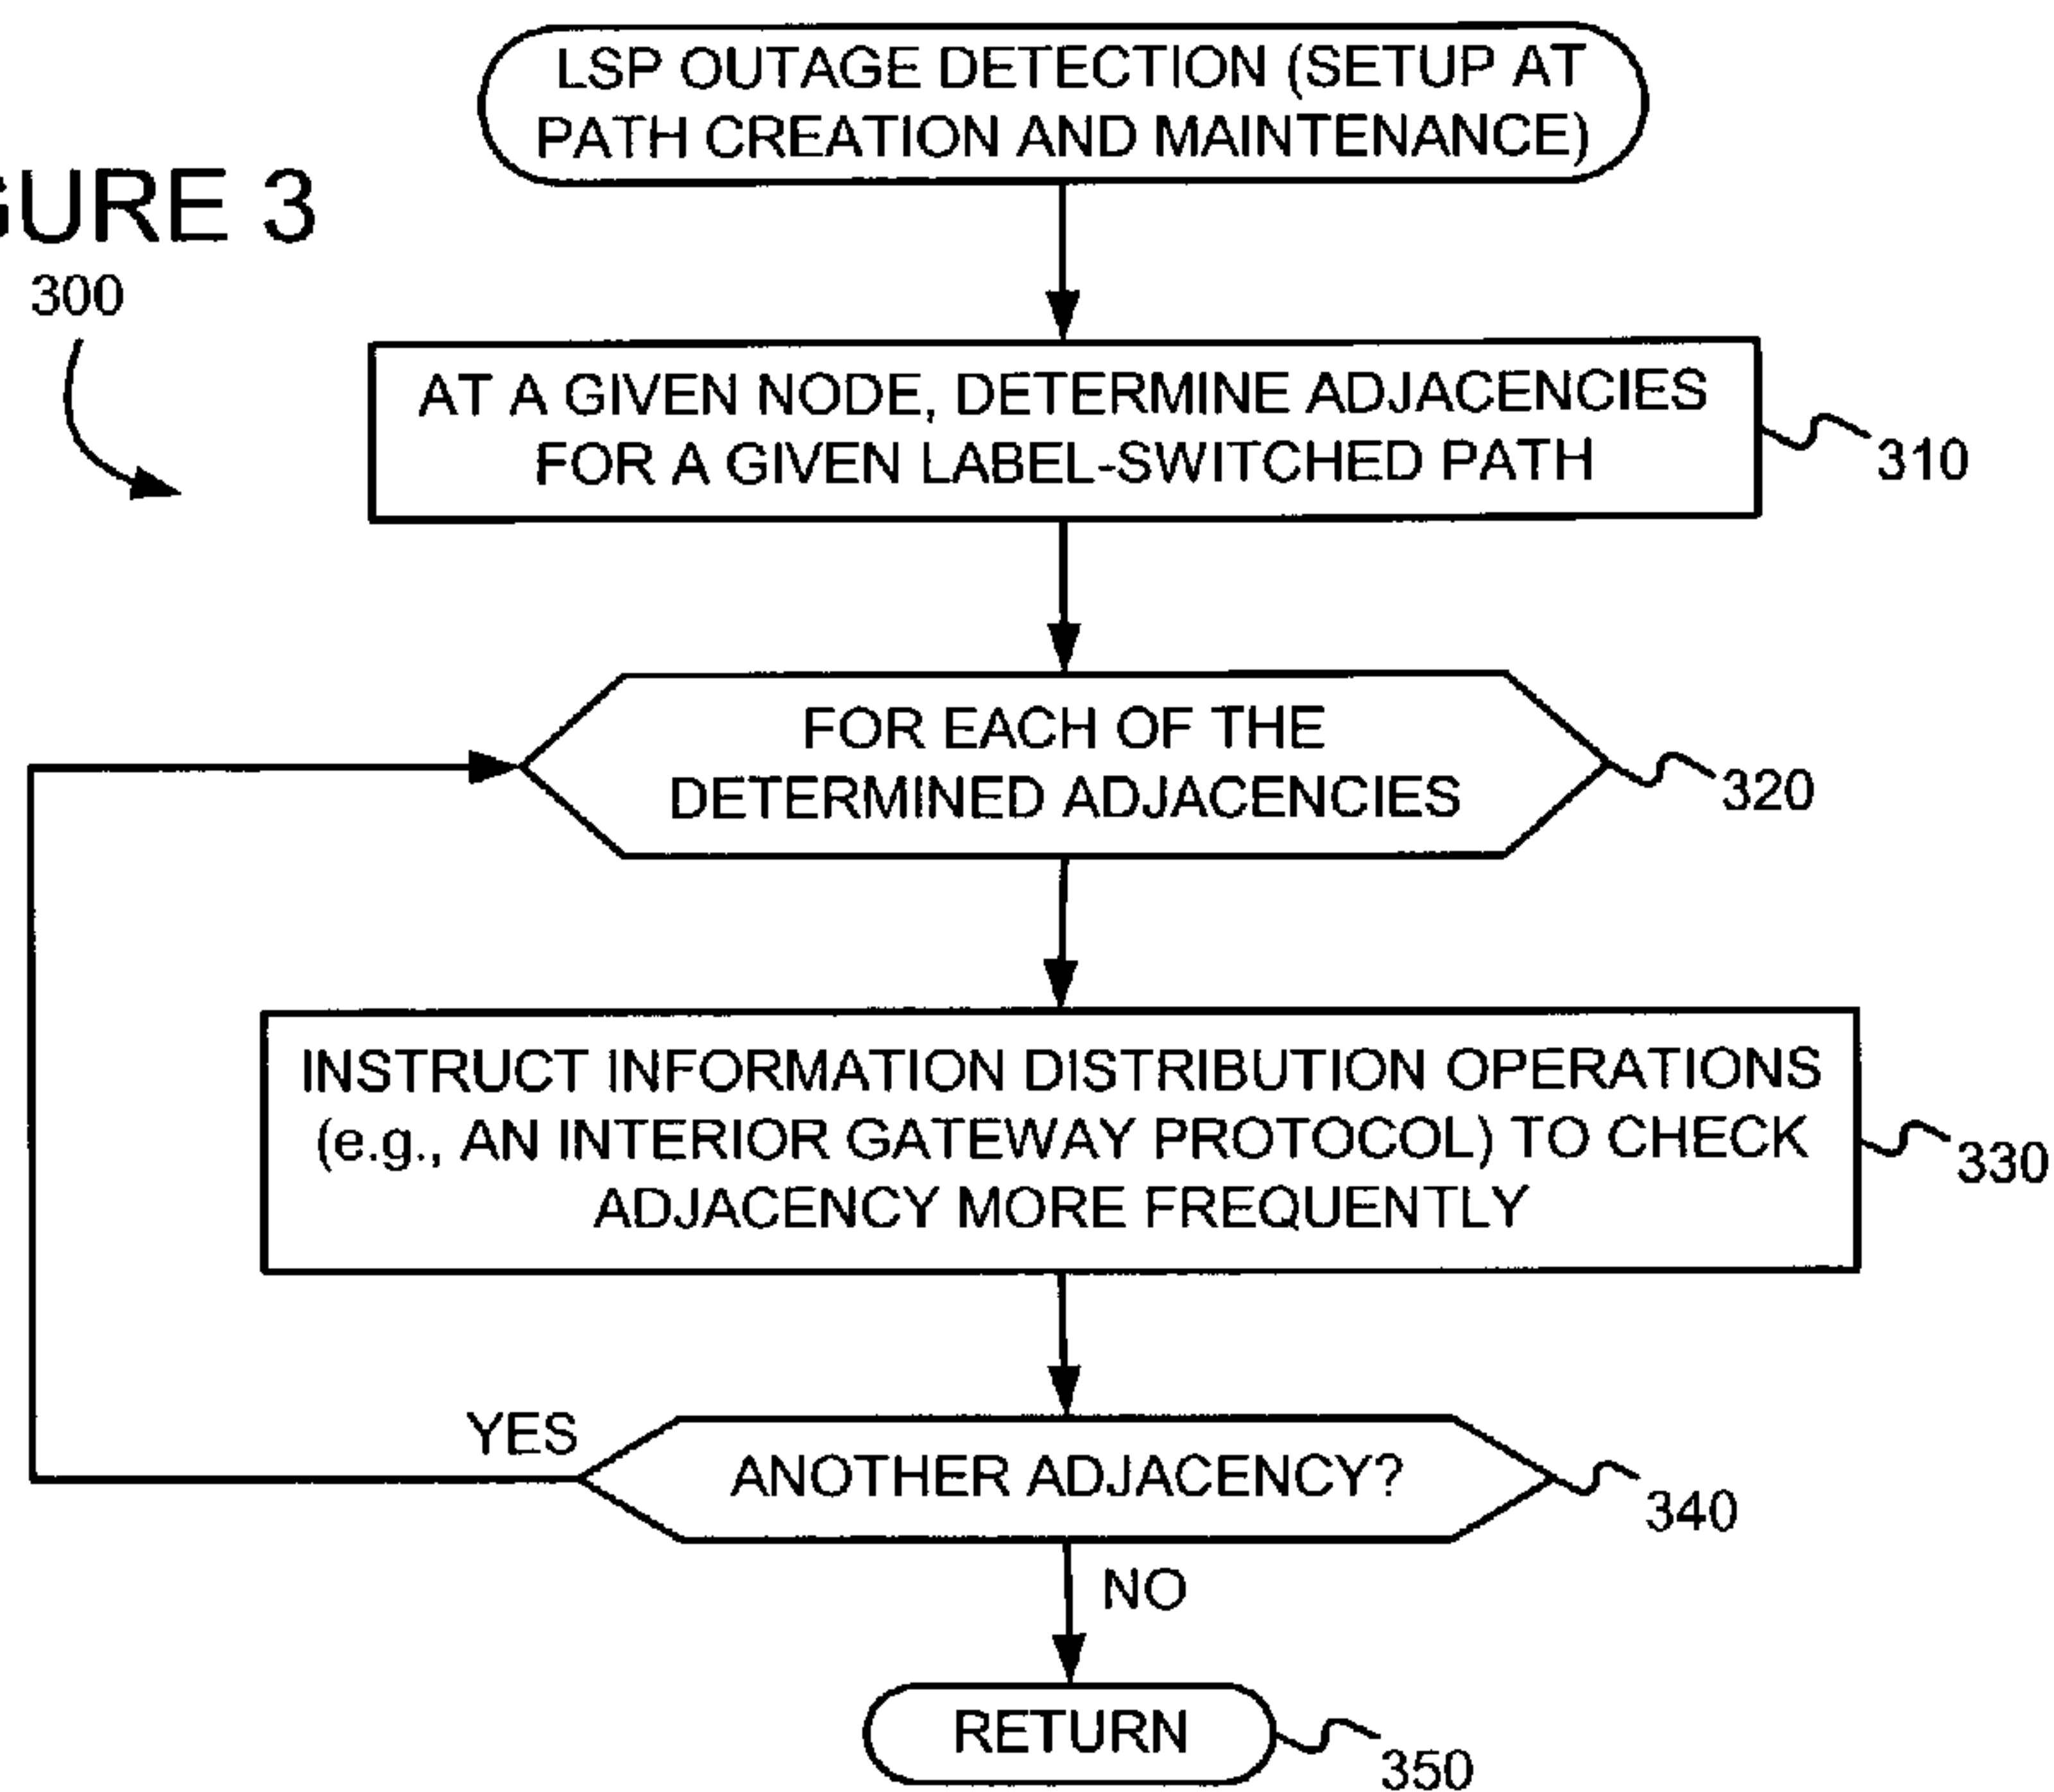 LSP OUTAGE DETECTION (SETUP AT
PATH CREATION AND MAINTENANCE)
GURE 3
300
AT A GIVEN NODE, DETERMINE ADJACENCIES
FOR A GIVEN LABEL-SWITCHED PATH
310
FOR EACH OF THE
DETERMINED ADJACENCIES
320
INSTRUCT INFORMATION DISTRIBUTION OPERATIONS
(e.g., AN INTERIOR GATEWAY PROTOCOL) TO CHECK
ADJACENCY MORE FREQUENTLY
330
YES
ANOTHER ADJACENCY?
340
NO
RETURN
350